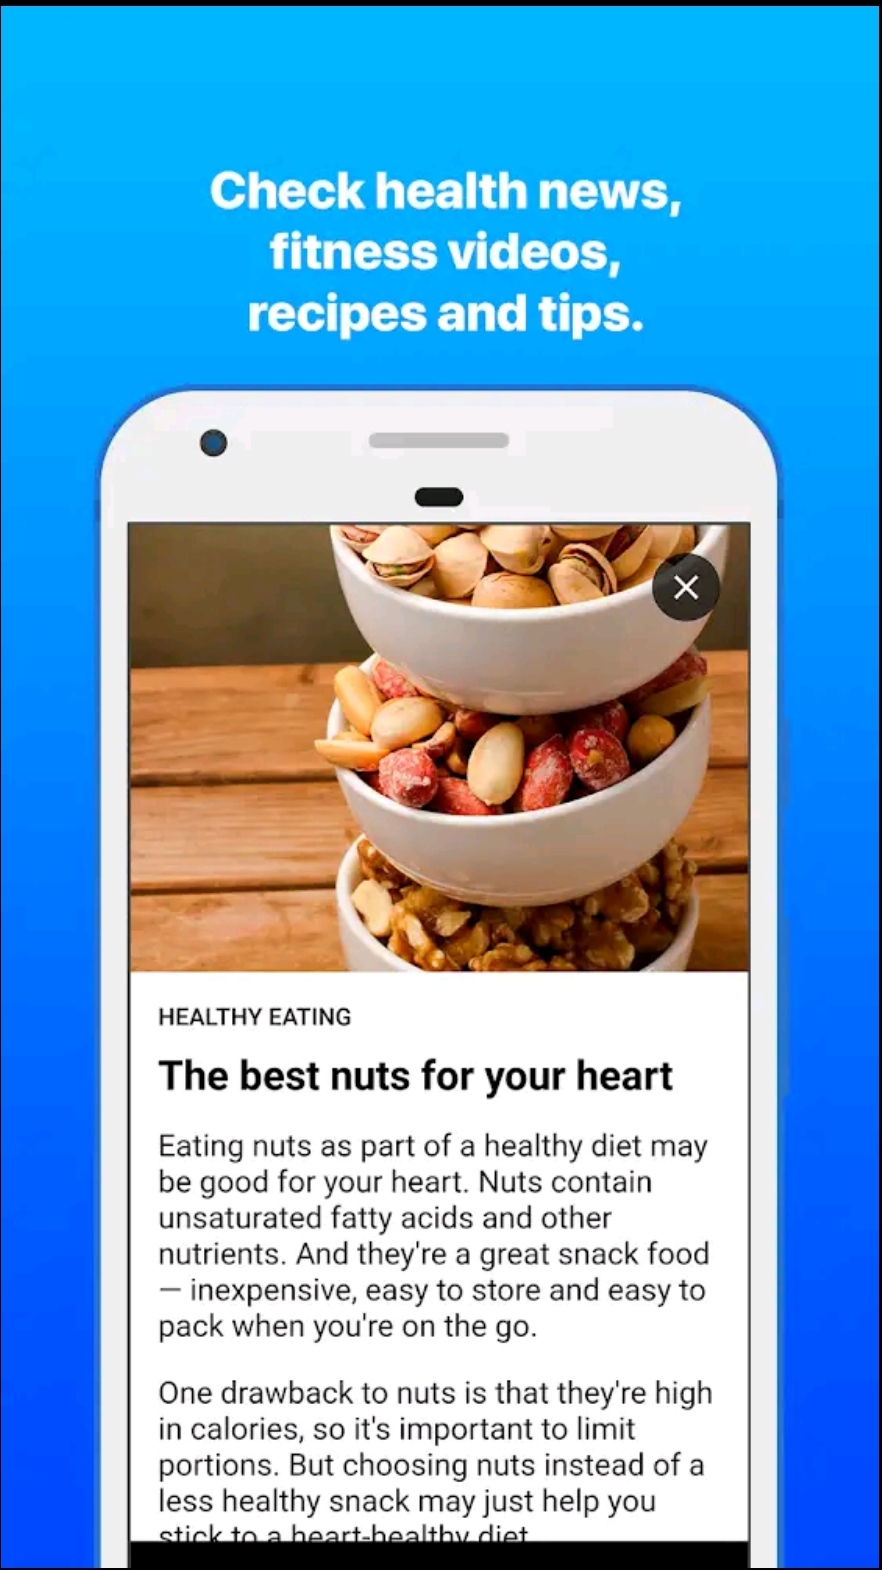 Check health news,
fitness videos,
recipes and tips.
HEALTHY EATING
The best nuts for your heart
Eating nuts as part of a healthy diet may
be good for your heart. Nuts contain
unsaturated fatty acids and other
nutrients. And they're a great snack food
— inexpensive, easy to store and easy to
pack when you're on the go.
One drawback to nuts is that they're high
in calories, so it's important to limit
portions. But choosing nuts instead of a
less healthy snack may just help you
stick to a heart-healthy diet